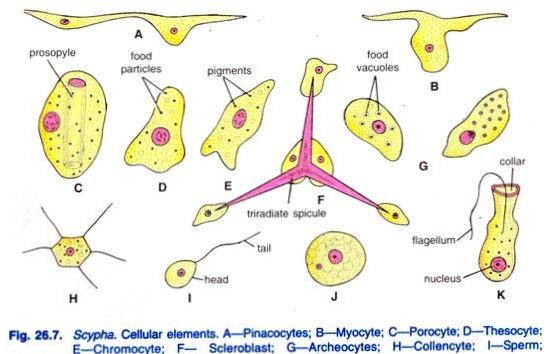 A
B
prosopyle
food
particles
pigments
food
vacuoles
C
D
E
F
G
collar
triradiate spicule
flagellum
tail
head
nucleus
H
I
J
K
Fig. 26.7. Scypha. Cellular elements. A—Pinacocytes; B—Myocyte; C—Porocyte; D—Thesocyte;
E—Chromocyte; F— Scleroblast; G—Archeocytes; H—Collencyte; I—Sperm;